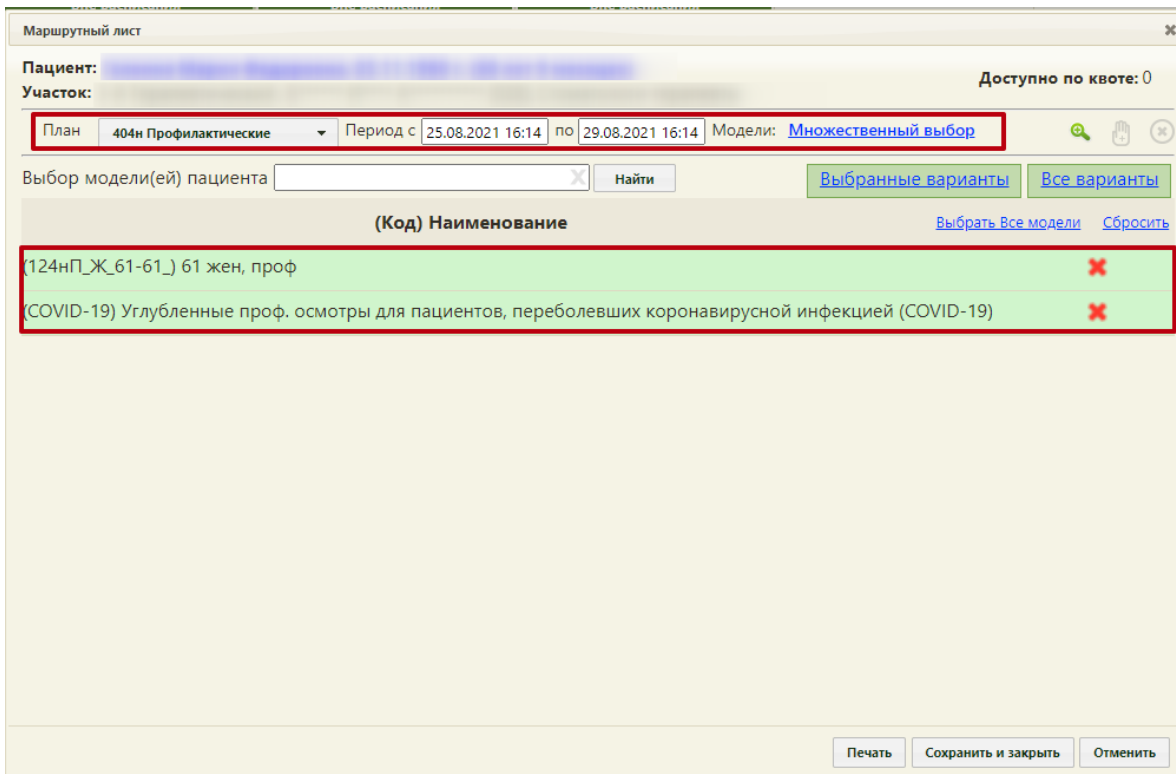 Маршрутный лист
Пациент:
Участок:
Доступно по квоте: 0
План 404н Профилактические Период с 25.08.2021 16:14 по 29.08.2021 16:14 Модели: Множественный выбор
Выбор модели(ей) пациента Найти Выбранные варианты Все варианты
(Код) Наименование Выбрать Все модели Сбросить
(124нП_Ж_61-61_) 61 жен, проф
(COVID-19) Углубленные проф. осмотры для пациентов, переболевших коронавирусной инфекцией (COVID-19)
Печать Сохранить и закрыть Отменить